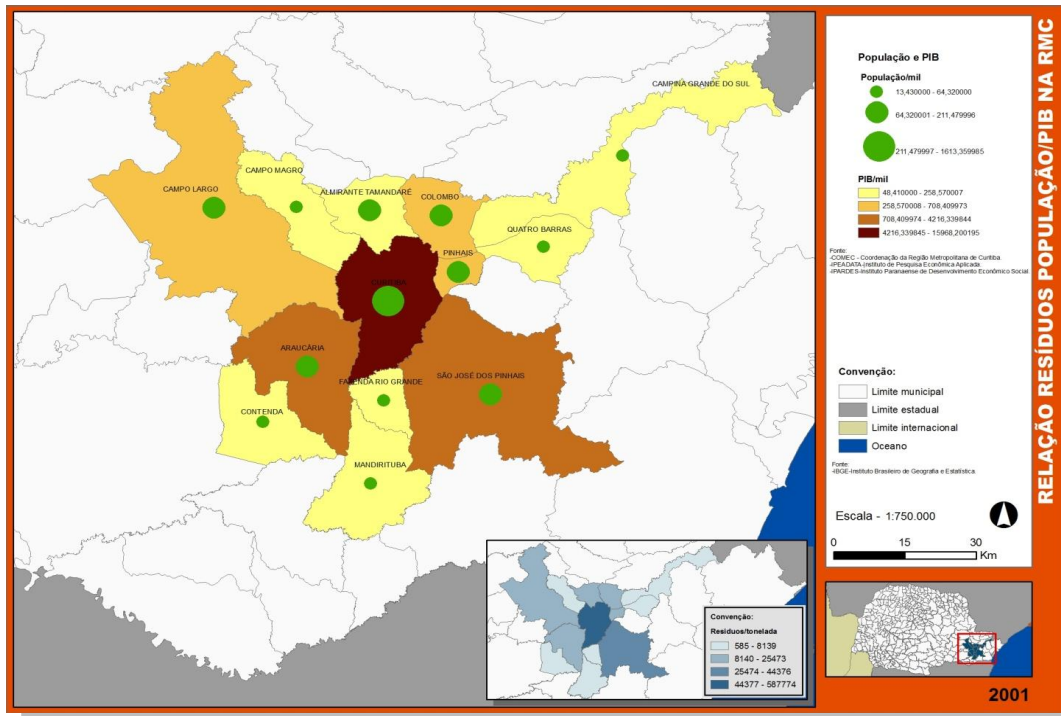 CAMPINA GRANDE DO SUL
CAMPO MAGRO
CAMPO LARGO
ALMIRANTE TAMANDARÉ
COLOMBO
QUATRO BARRAS
PINHAIS
CURITIBA
ARAUCÁRIA
FAZENDA RIO GRANDE
SÃO JOSÉ DOS PINHAIS
CONTENDA
MANDIRITUBA
Convenção:
Resíduos/tonelada
585 - 8139
8140 - 25473
25474 - 44376
44377 - 587774
População e PIB
População/mil
13,430000 - 64,320000
64,320001 - 211,479996
211,479997 - 1613,359985
PIB/mil
48,410000 - 258,570007
258,570008 - 708,409973
708,409974 - 4216,339844
4216,339845 - 15968,200195
Fonte:
-COMEC - Coordenação da Região Metropolitana de Curitiba.
-IPEADATA-Instituto de Pesquisa Econômica Aplicada.
-IPARDES-Instituto Paranaense de Desenvolvimento Econômico Social.
Convenção:
Limite municipal
Limite estadual
Limite internacional
Oceano
Fonte:
-IBGE-Instituto Brasileiro de Geografia e Estatística.
Escala - 1:750.000
0 15 30
Km
RELAÇÃO RESÍDUOS POPULAÇÃO/PIB NA RMC
2001